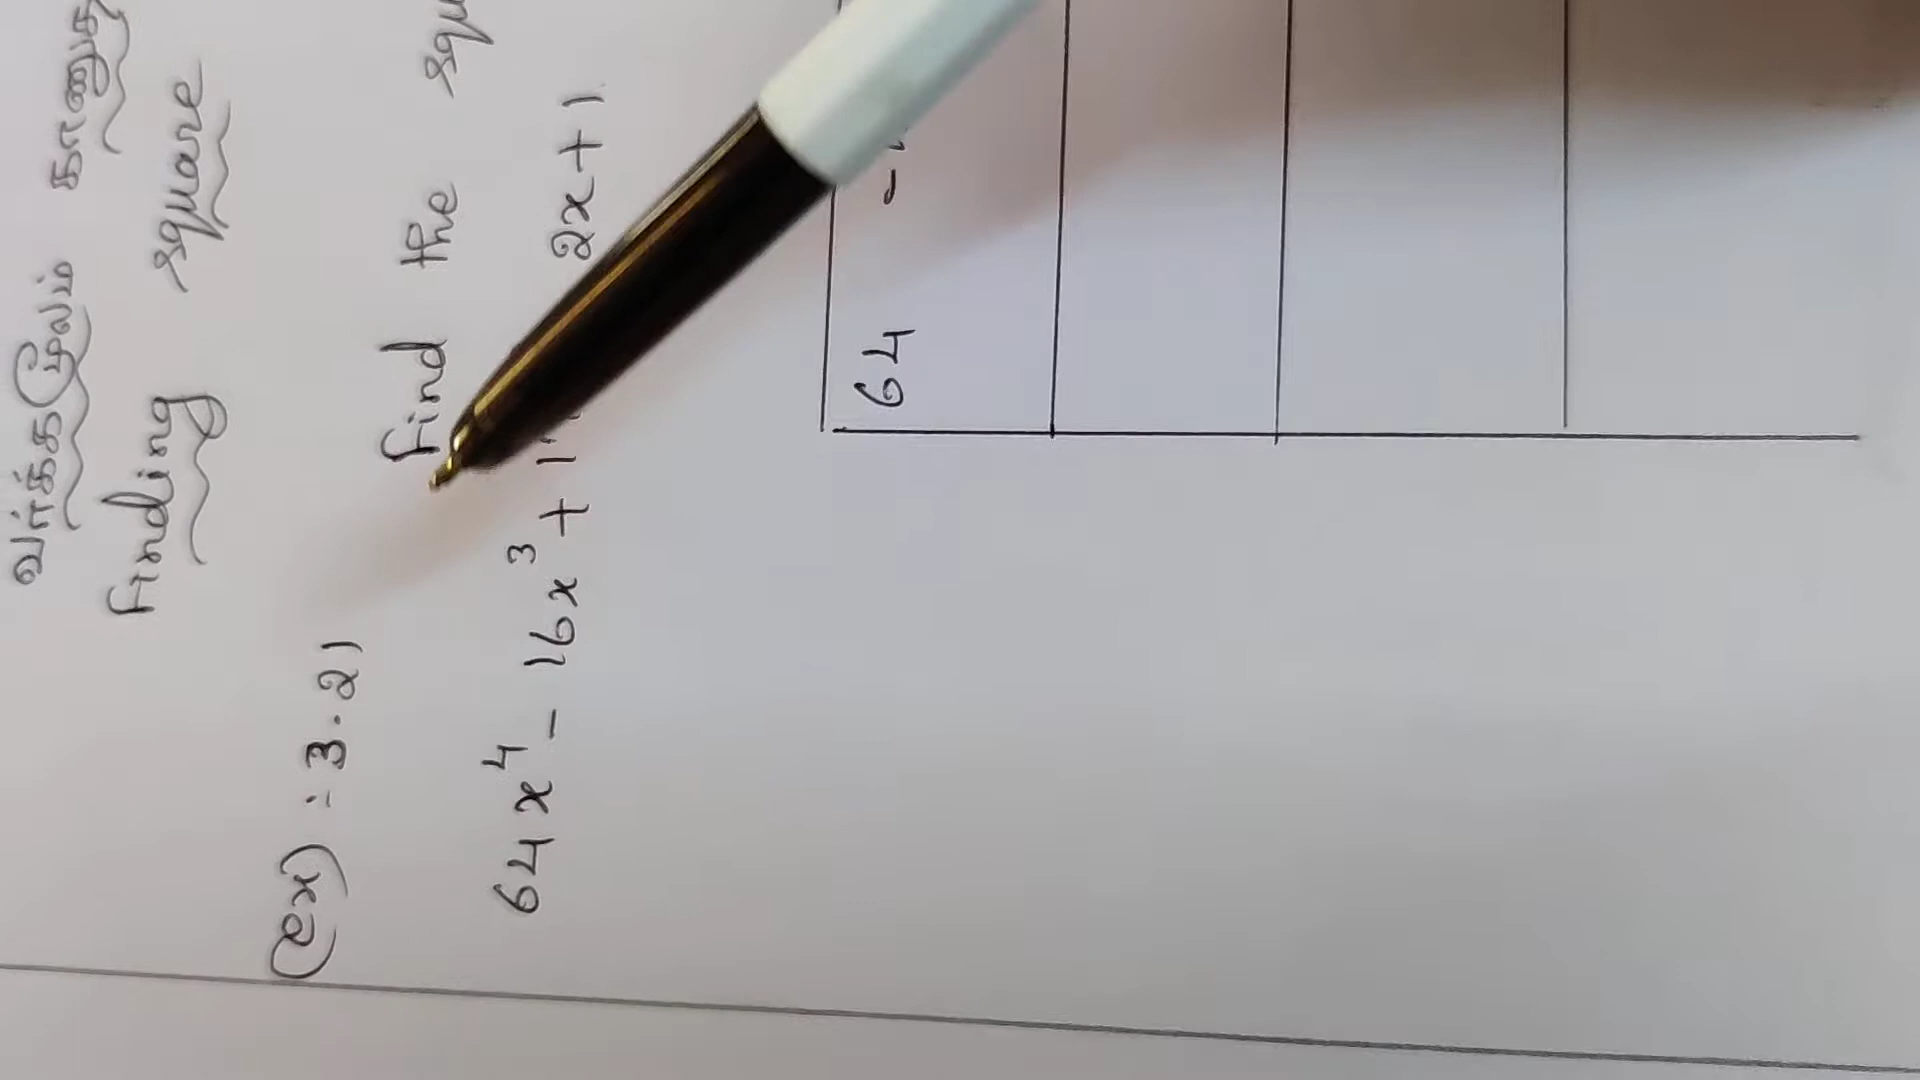 வர்க்கமூலம் காணுத
Finding square
(ex) :- 3.21
Find the squ
64x⁴ - 16x³ + 1 2x + 1
64 -